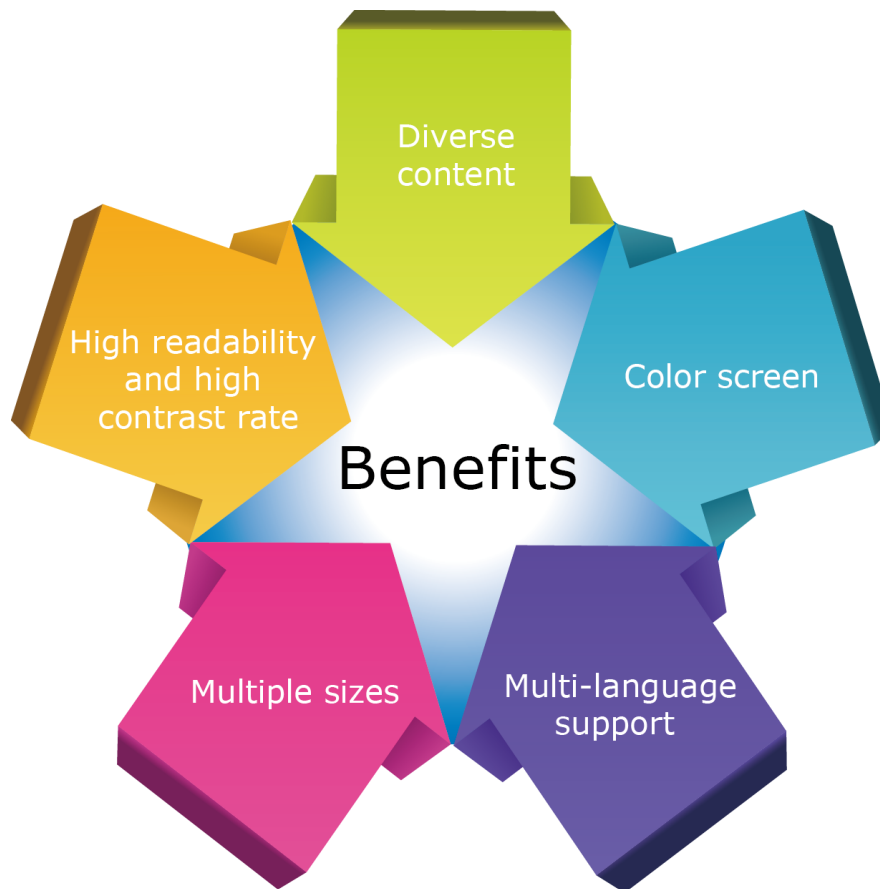 Diverse
content
High readability
and high
contrast rate
Color screen
Benefits
Multiple sizes
Multi-language
support